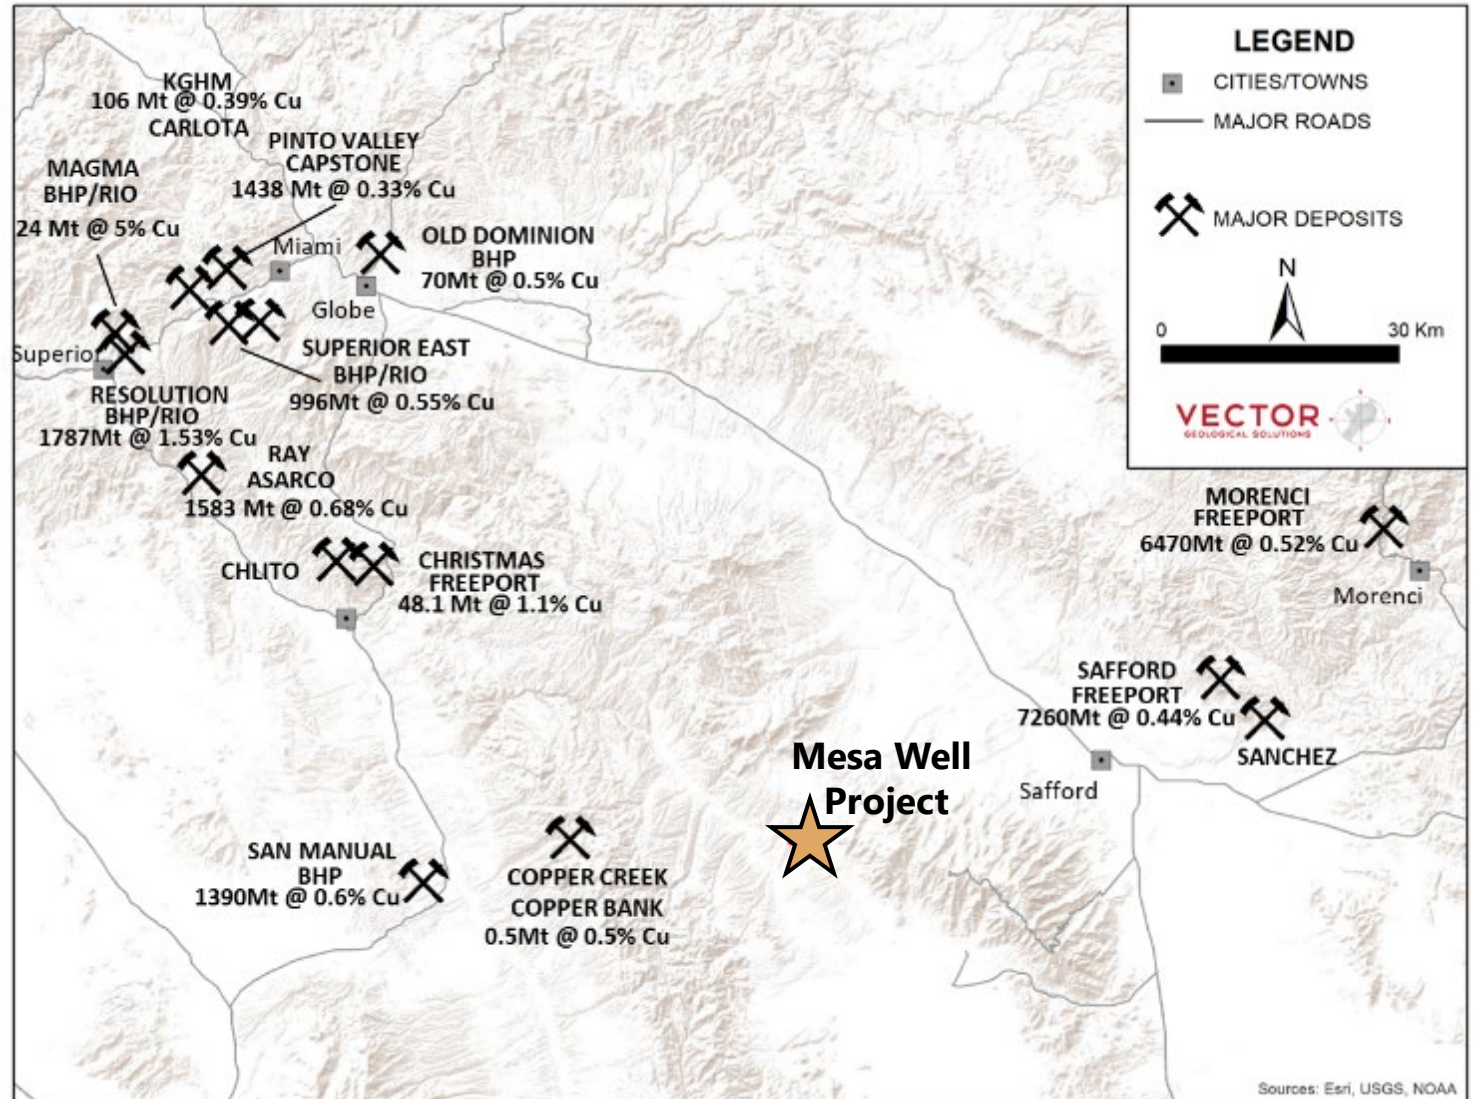 KGHM
106 Mt @ 0.39% Cu
CARLOTA
PINTO VALLEY
CAPSTONE
1438 Mt @ 0.33% Cu
MAGMA
BHP/RIO
24 Mt @ 5% Cu
Miami
OLD DOMINION
BHP
70Mt @ 0.5% Cu
Globe
Superior
SUPERIOR EAST
BHP/RIO
996Mt @ 0.55% Cu
RESOLUTION
BHP/RIO
1787Mt @ 1.53% Cu
RAY
ASARCO
1583 Mt @ 0.68% Cu
CHLITO
CHRISTMAS
FREEPORT
48.1 Mt @ 1.1% Cu
LEGEND
CITIES/TOWNS
MAJOR ROADS
MAJOR DEPOSITS
N
0
30 Km
VECTOR
GEOLOGICAL SOLUTIONS
MORENCI
FREEPORT
6470Mt @ 0.52% Cu
Morenci
SAFFORD
FREEPORT
7260Mt @ 0.44% Cu
SANCHEZ
Safford
Mesa Well
Project
SAN MANUAL
BHP
1390Mt @ 0.6% Cu
COPPER CREEK
COPPER BANK
0.5Mt @ 0.5% Cu
Sources: Esri, USGS, NOAA